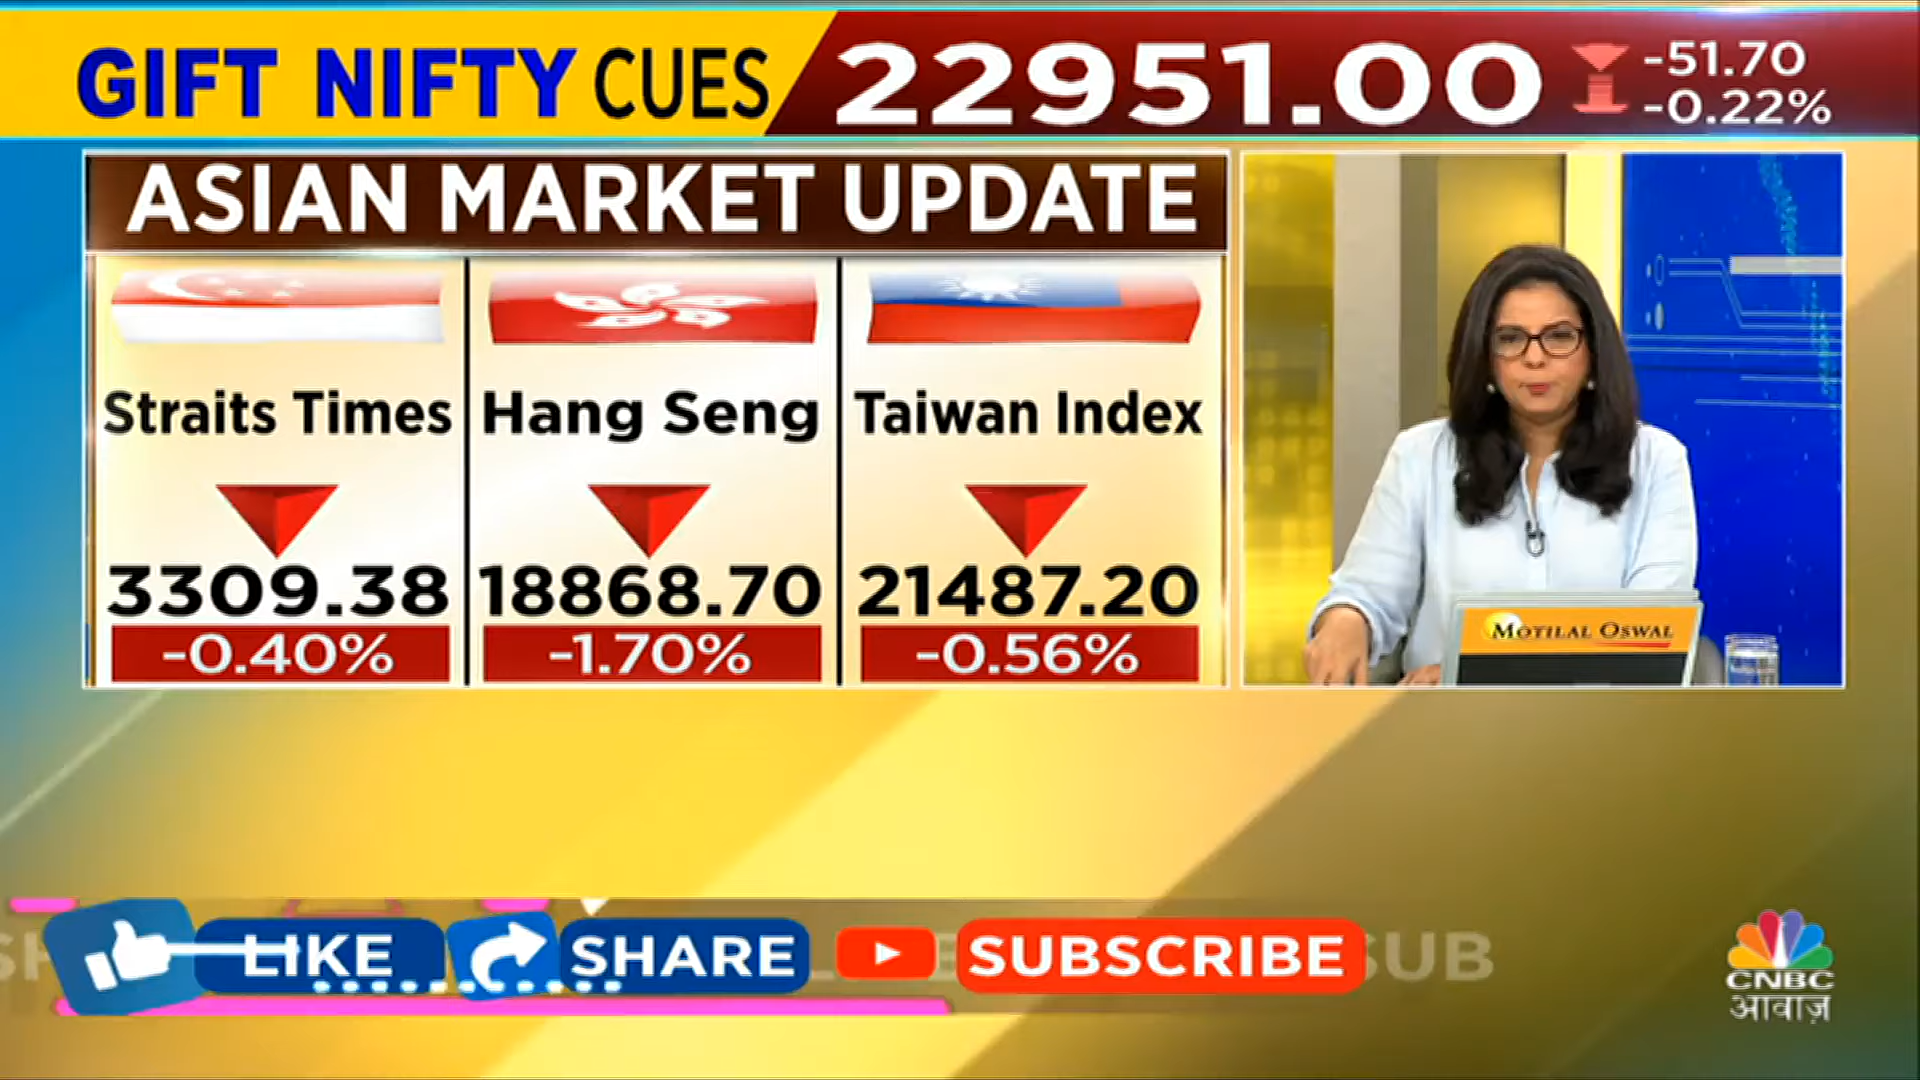 GIFT NIFTY CUES
22951.00
-51.70
-0.22%
ASIAN MARKET UPDATE
Straits Times
3309.38
-0.40%
Hang Seng
18868.70
-1.70%
Taiwan Index
21487.20
-0.56%
MOTILAL OSWAL
LIKE
SHARE
SUBSCRIBE
SUB
CNBC
आवाज़